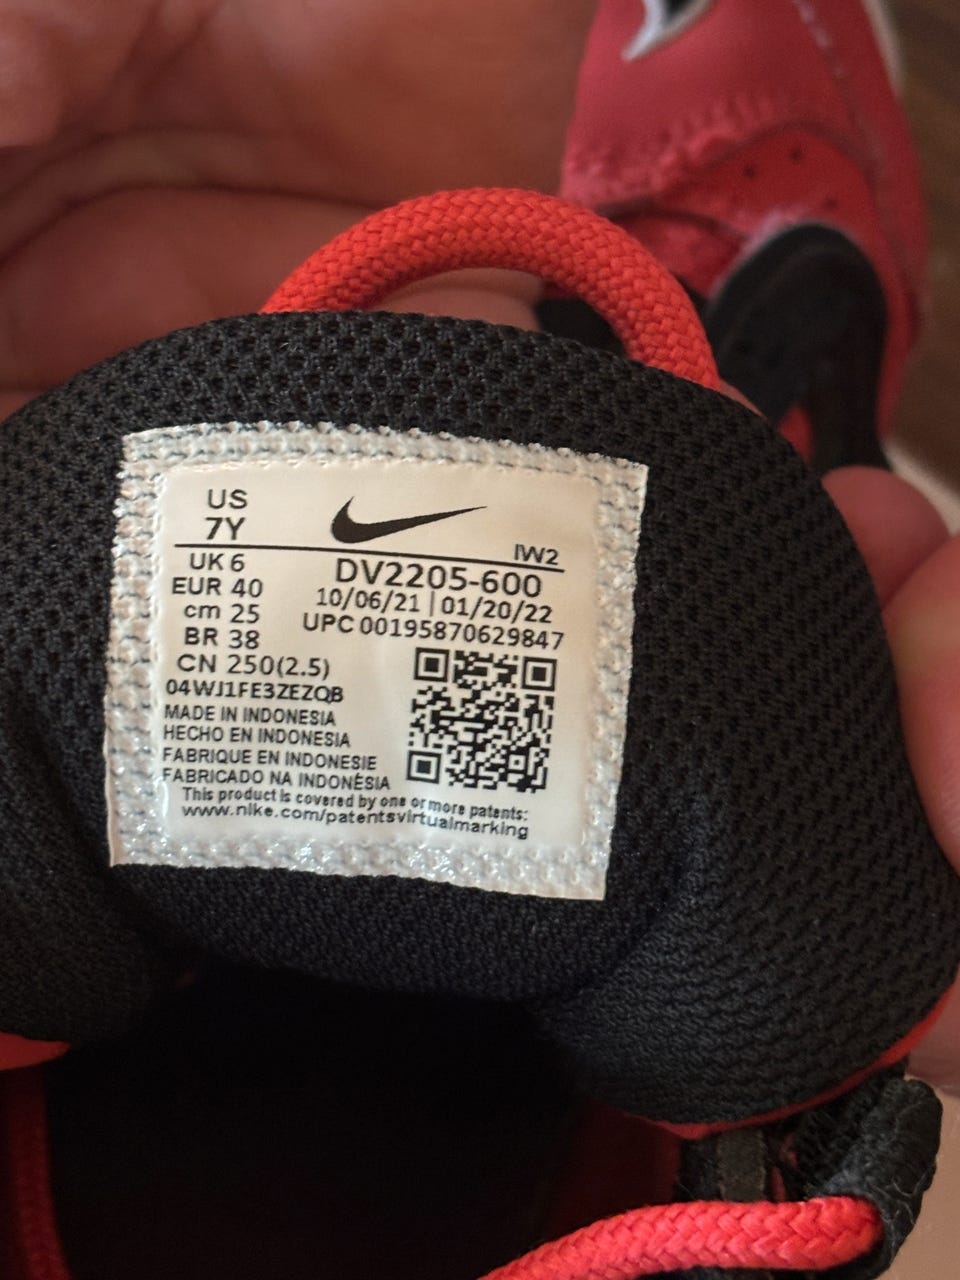 US
7Y
IW2
UK 6
DV2205-600
EUR 40
10/06/21 | 01/20/22
cm 25
UPC 00195870629847
BR 38
CN 250(2.5)
04WJ1FE3ZEZQB
MADE IN INDONESIA
HECHO EN INDONESIA
FABRIQUE EN INDONESIE
FABRICADO NA INDONÉSIA
This product is covered by one or more patents:
www.nike.com/patentsvirtualmarking